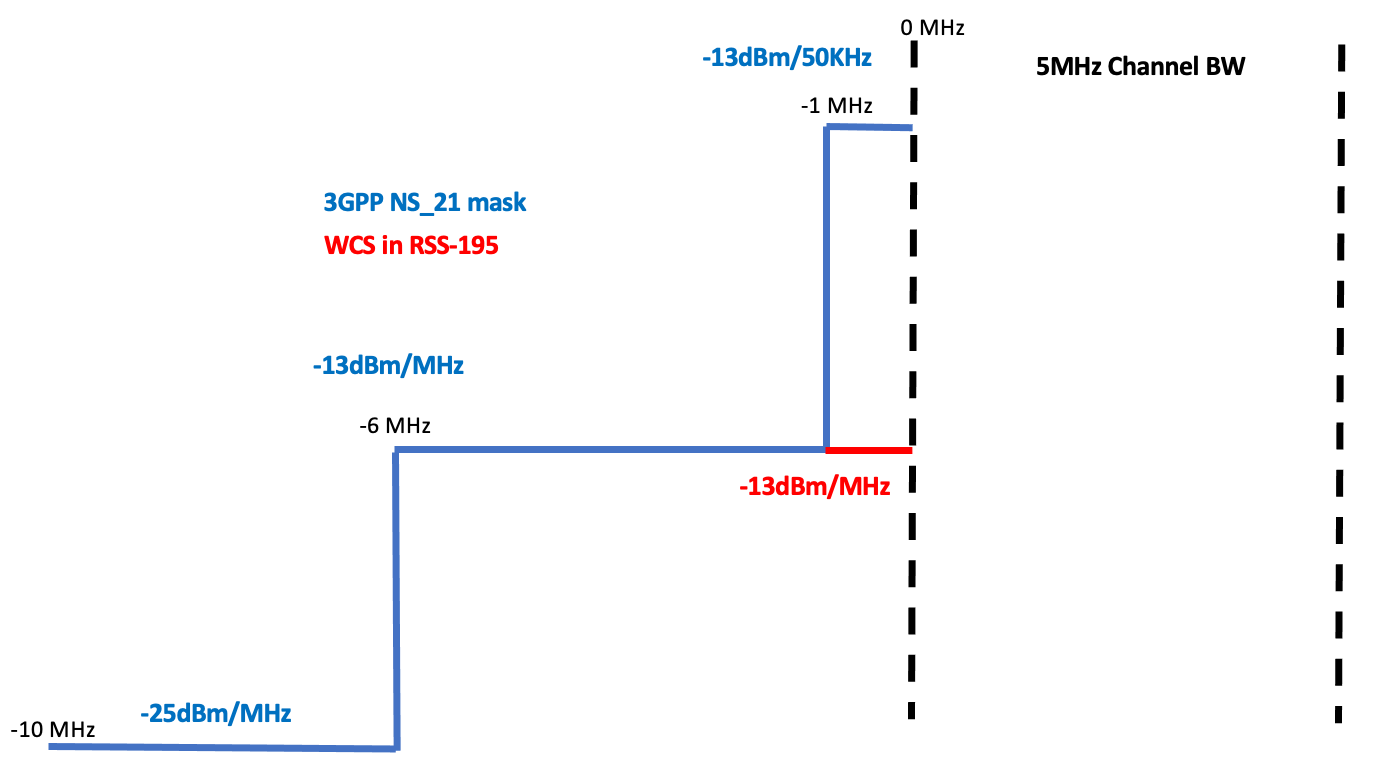 0 MHz
-13dBm/50KHz
5MHz Channel BW
-1 MHz
3GPP NS_21 mask
WCS in RSS-195
-13dBm/MHz
-6 MHz
-13dBm/MHz
-25dBm/MHz
-10 MHz